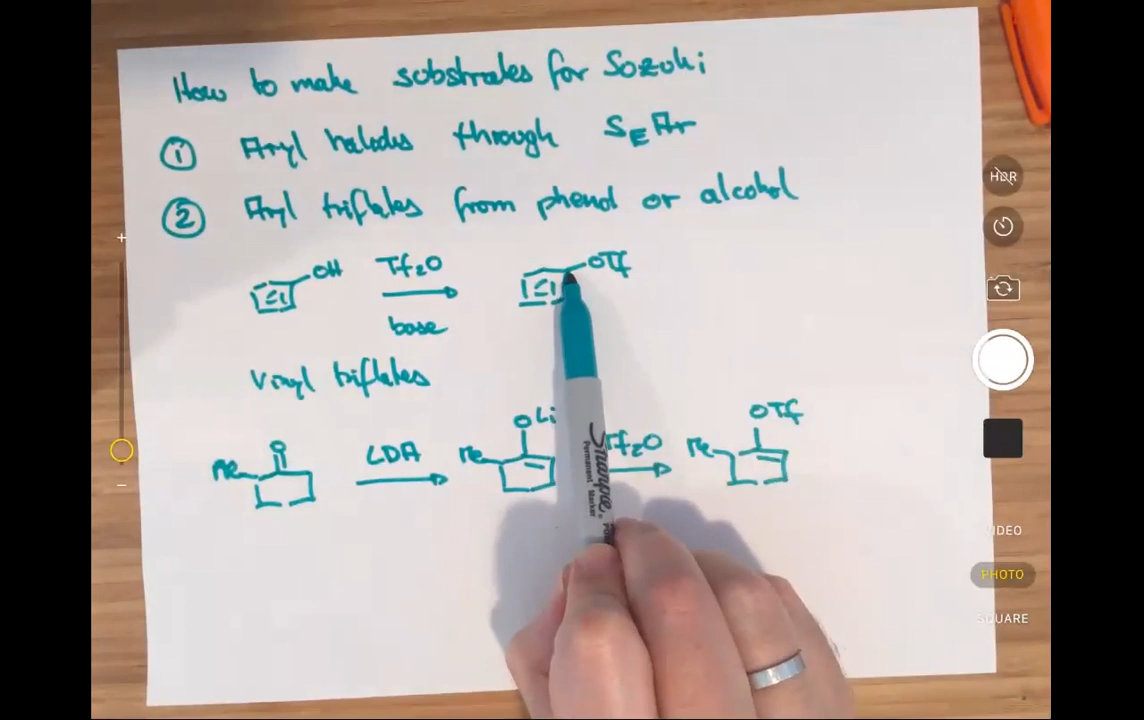 How to make substrates for Sozuki
① Aryl halides through SEAr
② Aryl triflates from phenol or alcohol
OH Tf2O OTf
base
Vinyl triflates
O OLi OTf
Me LDA Me Tf2O Me
Sharpie.
Permanent Marker
HDR
VIDEO
PHOTO
SQUARE